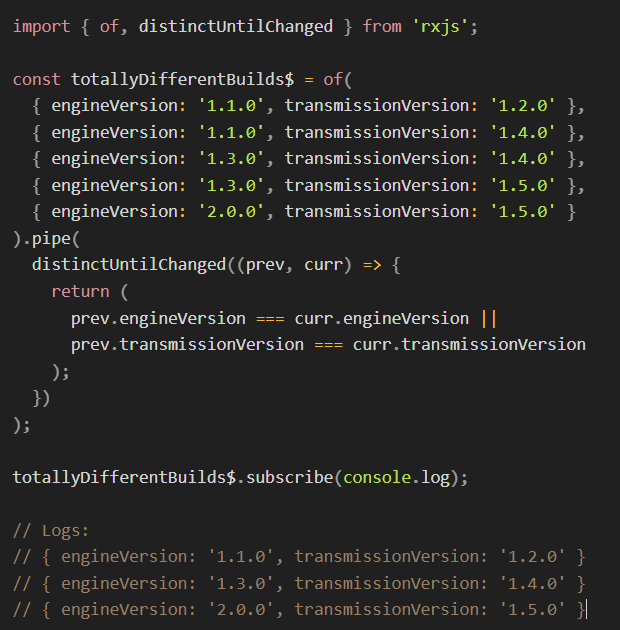 import { of, distinctUntilChanged } from 'rxjs';

const totallyDifferentBuilds$ = of(
  { engineVersion: '1.1.0', transmissionVersion: '1.2.0' },
  { engineVersion: '1.1.0', transmissionVersion: '1.4.0' },
  { engineVersion: '1.3.0', transmissionVersion: '1.4.0' },
  { engineVersion: '1.3.0', transmissionVersion: '1.5.0' },
  { engineVersion: '2.0.0', transmissionVersion: '1.5.0' }
).pipe(
  distinctUntilChanged((prev, curr) => {
    return (
      prev.engineVersion === curr.engineVersion ||
      prev.transmissionVersion === curr.transmissionVersion
    );
  })
);

totallyDifferentBuilds$.subscribe(console.log);

// Logs:
// { engineVersion: '1.1.0', transmissionVersion: '1.2.0' }
// { engineVersion: '1.3.0', transmissionVersion: '1.4.0' }
// { engineVersion: '2.0.0', transmissionVersion: '1.5.0' }